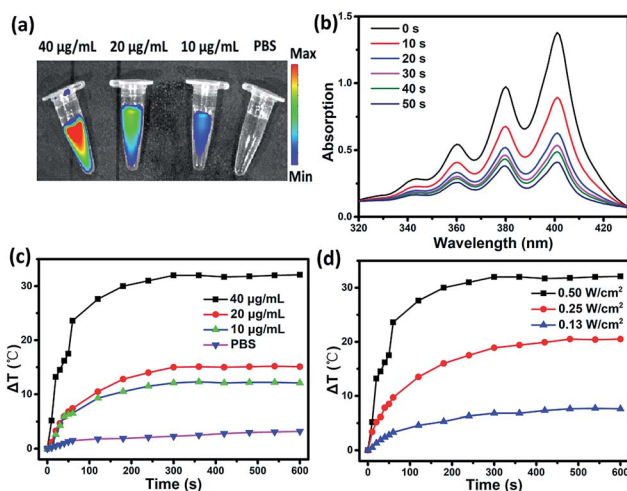 (a)
40 μg/mL 20 μg/mL 10 μg/mL PBS
Max
Min
(b)
Absorption
1.5
1.0
0.5
0.0
0 s
10 s
20 s
30 s
40 s
50 s
320 340 360 380 400 420
Wavelength (nm)
(c)
ΔT (℃)
30
20
10
0
40 μg/mL
20 μg/mL
10 μg/mL
PBS
0 100 200 300 400 500 600
Time (s)
(d)
ΔT (℃)
30
20
10
0
0.50 W/cm²
0.25 W/cm²
0.13 W/cm²
0 100 200 300 400 500 600
Time (s)